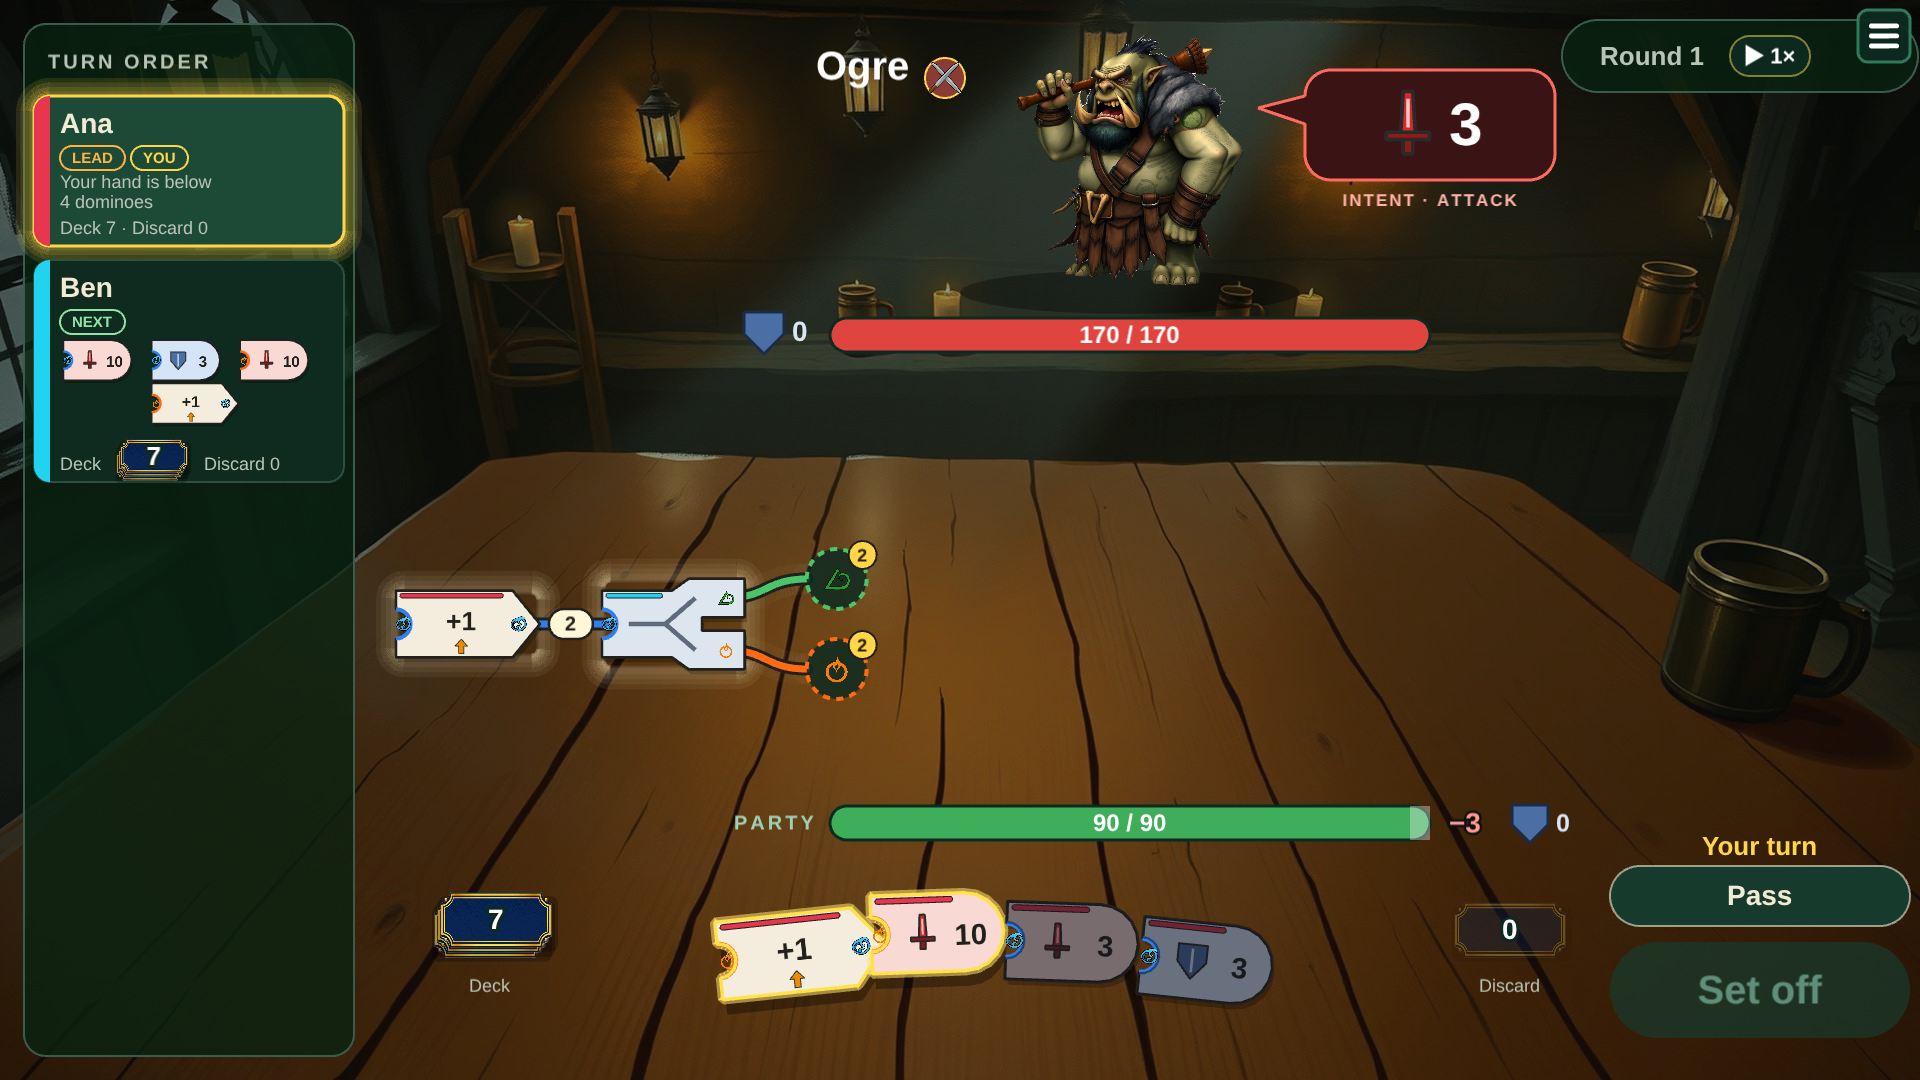 TURN ORDER
Ana
LEAD YOU
Your hand is below
4 dominoes
Deck 7 · Discard 0
Ben
NEXT
10 3 10
+1
Deck 7 Discard 0
Ogre
3
INTENT · ATTACK
Round 1 1×
0 170 / 170
+1 2
2
2
PARTY 90 / 90 −3 0
7
Deck
+1 10 3 3
0
Discard
Your turn
Pass
Set off